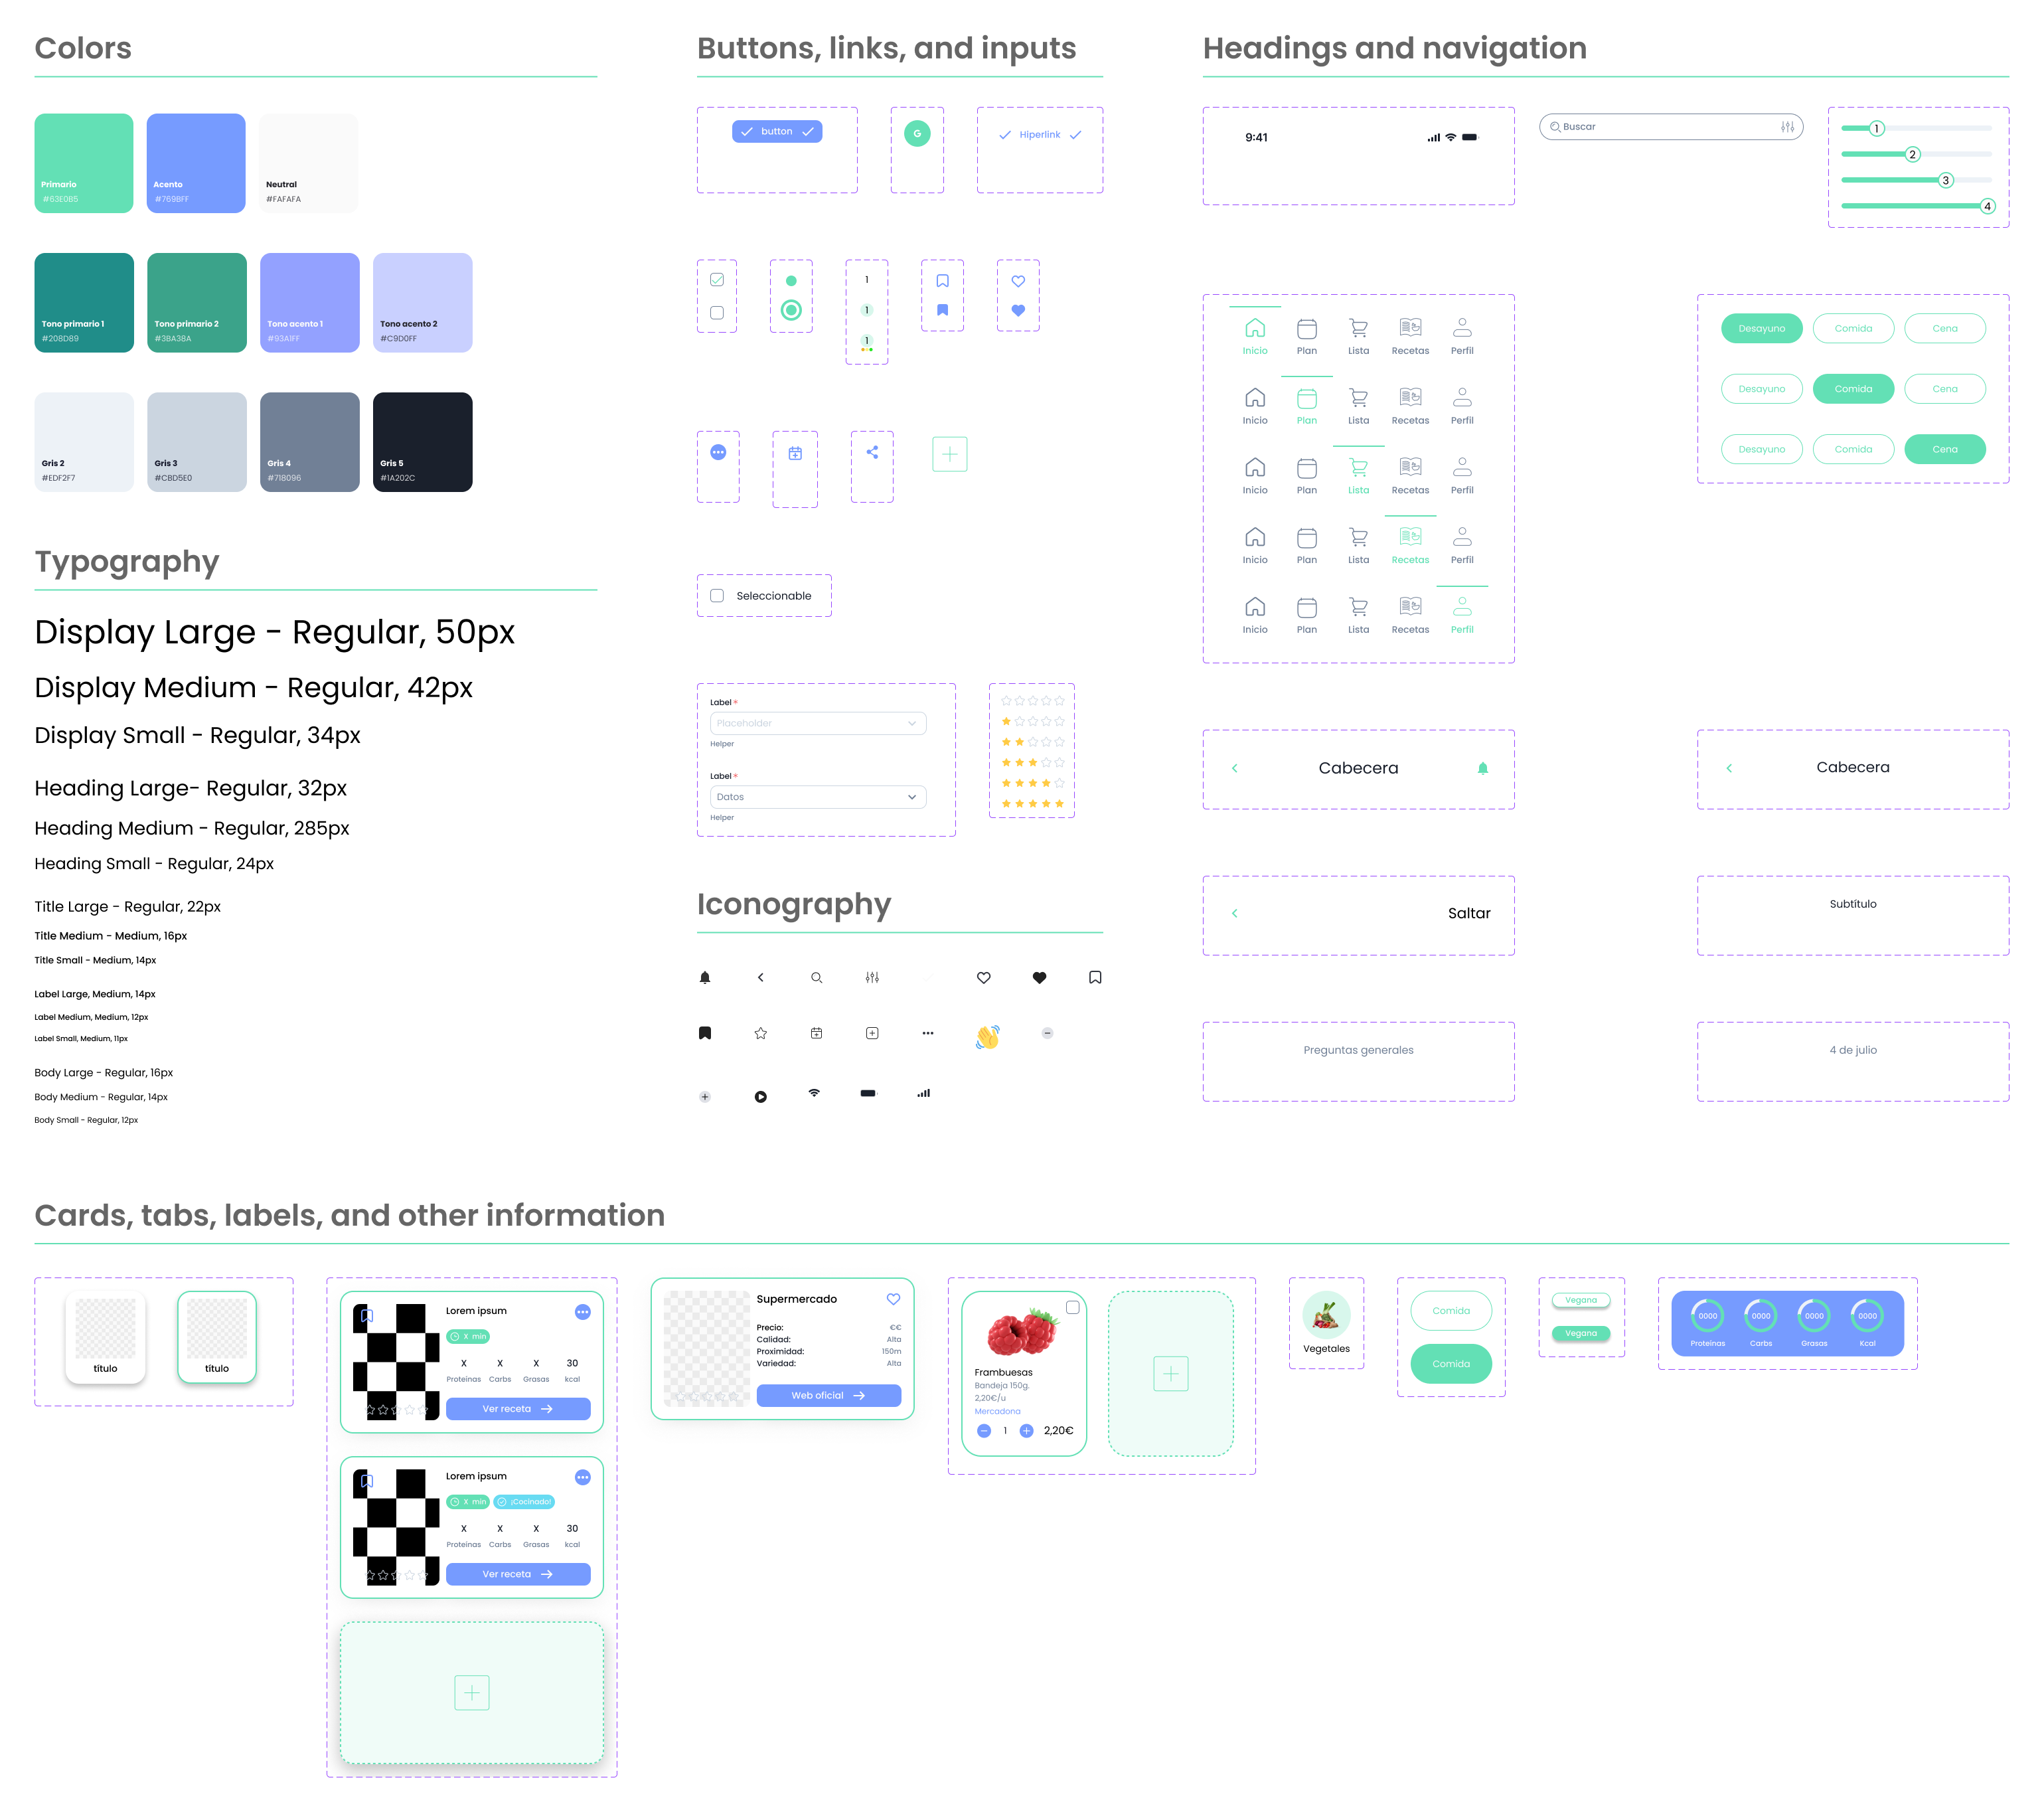 Colors
Primario
#63E0B5
Acento
#769BFF
Neutral
#FAFAFA
Tono primario 1
#208D89
Tono primario 2
#3BA38A
Tono acento 1
#93A1FF
Tono acento 2
#C9D0FF
Gris 2
#EDF2F7
Gris 3
#CBD5E0
Gris 4
#718096
Gris 5
#1A202C
Typography
Display Large - Regular, 50px
Display Medium - Regular, 42px
Display Small - Regular, 34px
Heading Large- Regular, 32px
Heading Medium - Regular, 285px
Heading Small - Regular, 24px
Title Large - Regular, 22px
Title Medium - Medium, 16px
Title Small - Medium, 14px
Label Large, Medium, 14px
Label Medium, Medium, 12px
Label Small, Medium, 11px
Body Large - Regular, 16px
Body Medium - Regular, 14px
Body Small - Regular, 12px
Buttons, links, and inputs
button
G
Hiperlink
1
1
1
Seleccionable
Label *
Placeholder
Helper
Label *
Datos
Helper
Iconography
Headings and navigation
9:41
Buscar
1
2
3
4
Inicio Plan Lista Recetas Perfil
Inicio Plan Lista Recetas Perfil
Inicio Plan Lista Recetas Perfil
Inicio Plan Lista Recetas Perfil
Inicio Plan Lista Recetas Perfil
Desayuno Comida Cena
Desayuno Comida Cena
Desayuno Comida Cena
Cabecera
Cabecera
Saltar
Subtítulo
Preguntas generales
4 de julio
Cards, tabs, labels, and other information
título
título
Lorem ipsum
X min
X X X 30
Proteínas Carbs Grasas kcal
Ver receta
Lorem ipsum
X min ¡Cocinado!
X X X 30
Proteínas Carbs Grasas kcal
Ver receta
Supermercado
Precio: €€
Calidad: Alta
Proximidad: 150m
Variedad: Alta
Web oficial
Frambuesas
Bandeja 150g.
2,20€/u
Mercadona
1 2,20€
Vegetales
Comida
Comida
Vegana
Vegana
0000 0000 0000 0000
Proteínas Carbs Grasas Kcal